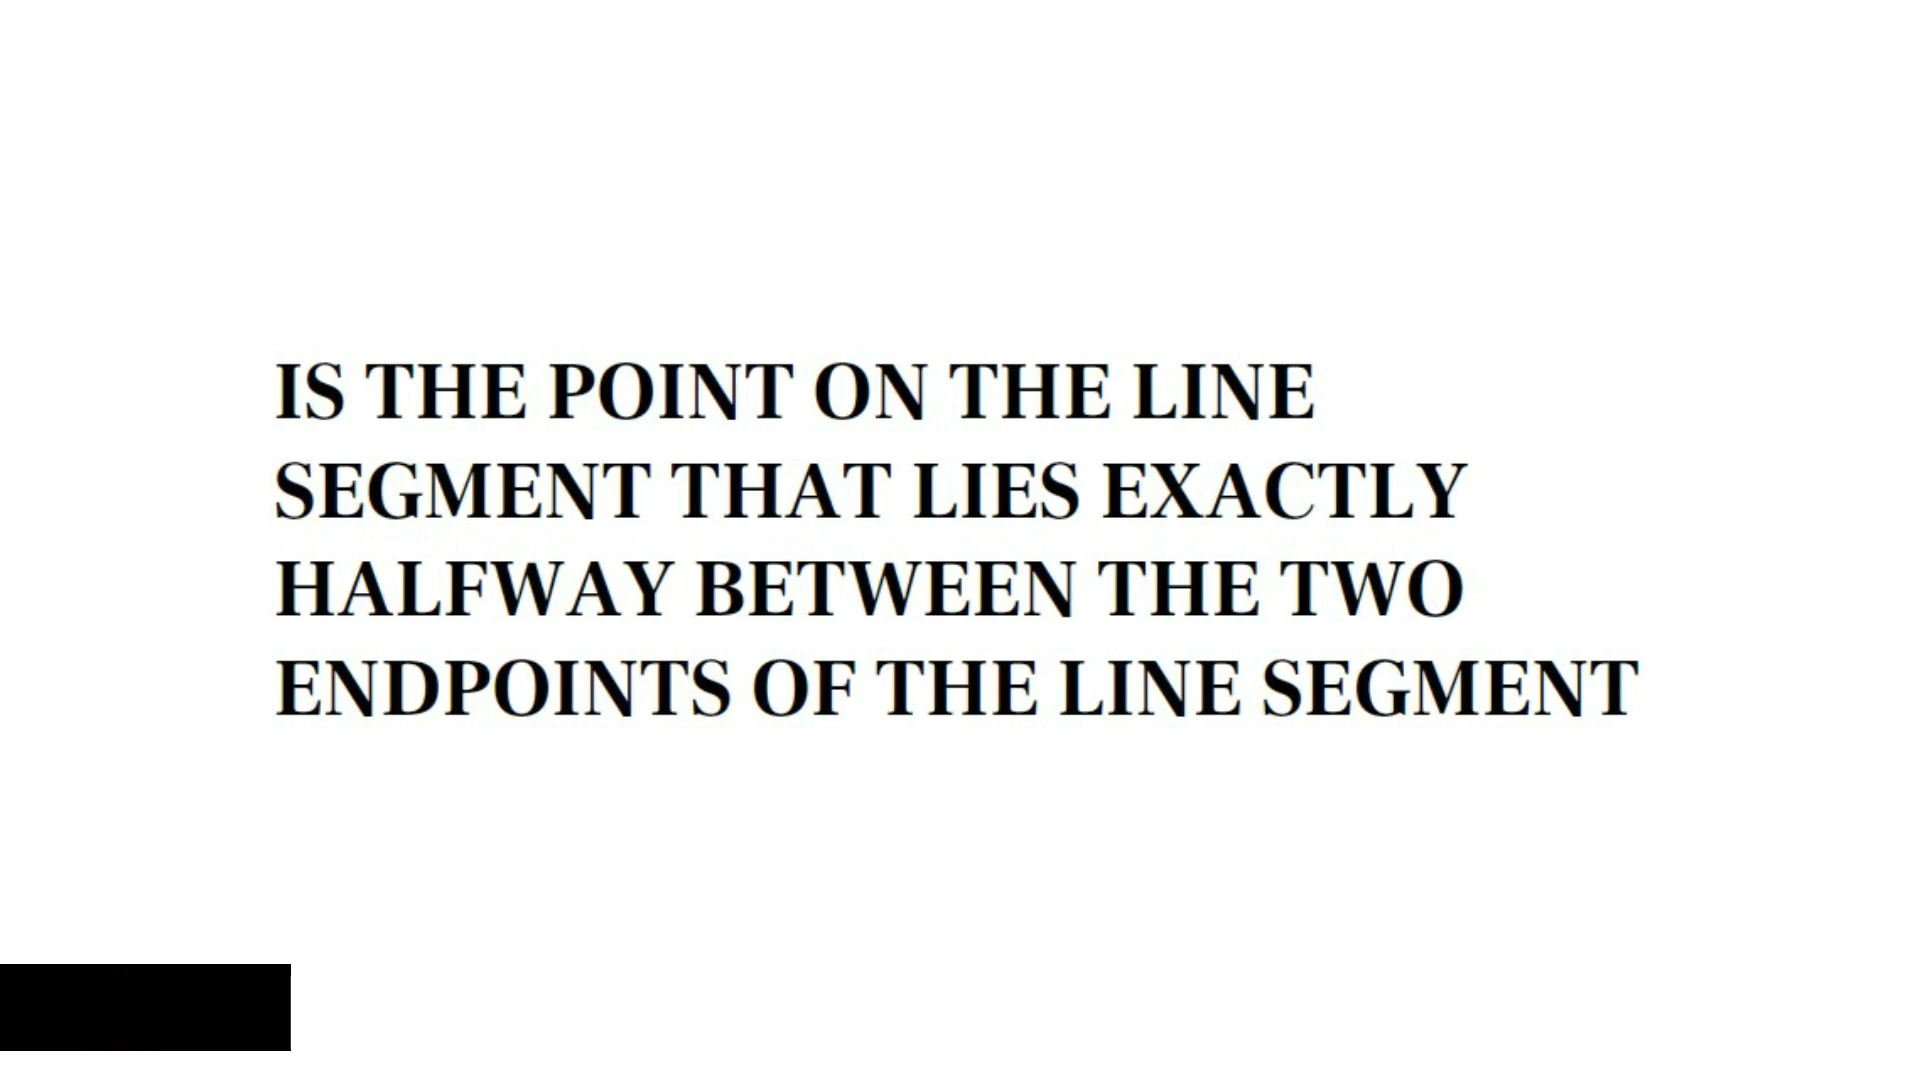 IS THE POINT ON THE LINE
SEGMENT THAT LIES EXACTLY
HALFWAY BETWEEN THE TWO
ENDPOINTS OF THE LINE SEGMENT